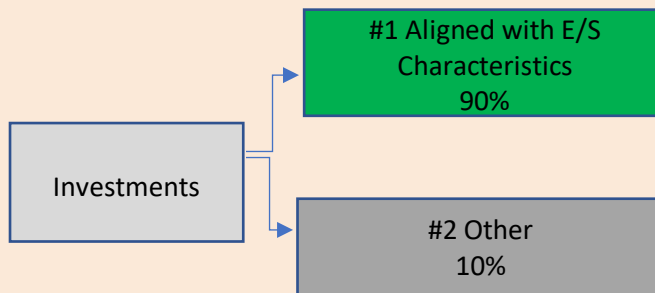 #1 Aligned with E/S
Characteristics
90%
Investments
#2 Other
10%